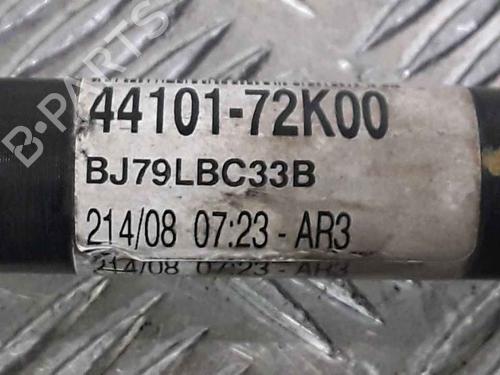 B-PARTS
44101-72K00
BJ79LBC33B
214/08 07:23 - AR3
214/08 07:23 - AR3